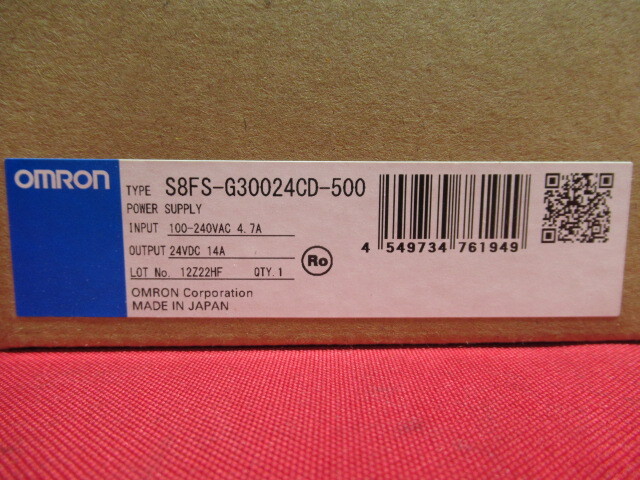 OMRON
TYPE S8FS-G30024CD-500
POWER SUPPLY
INPUT 100-240VAC 4.7A
OUTPUT 24VDC 14A
LOT No. 12Z22HF QTY.1
OMRON Corporation
MADE IN JAPAN
Ro
4 549734 761949